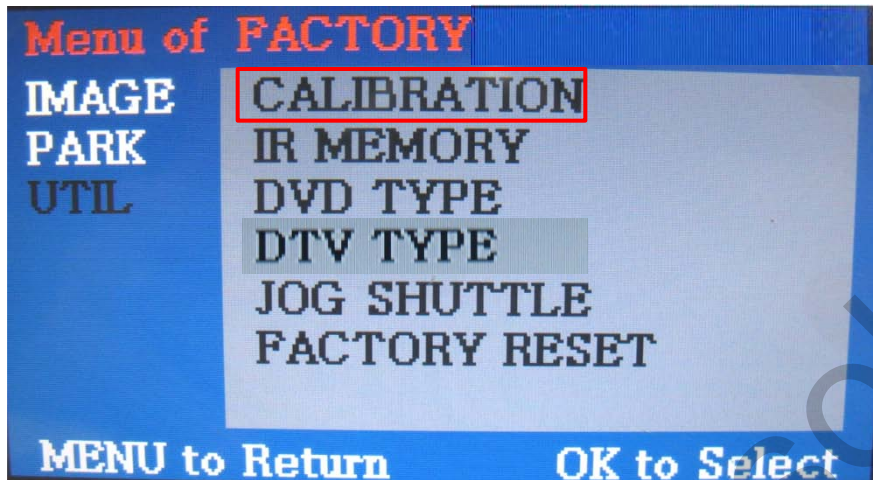 Menu of FACTORY
IMAGE
PARK
UTIL
CALIBRATION
IR MEMORY
DVD TYPE
DTV TYPE
JOG SHUTTLE
FACTORY RESET
MENU to Return
OK to Select